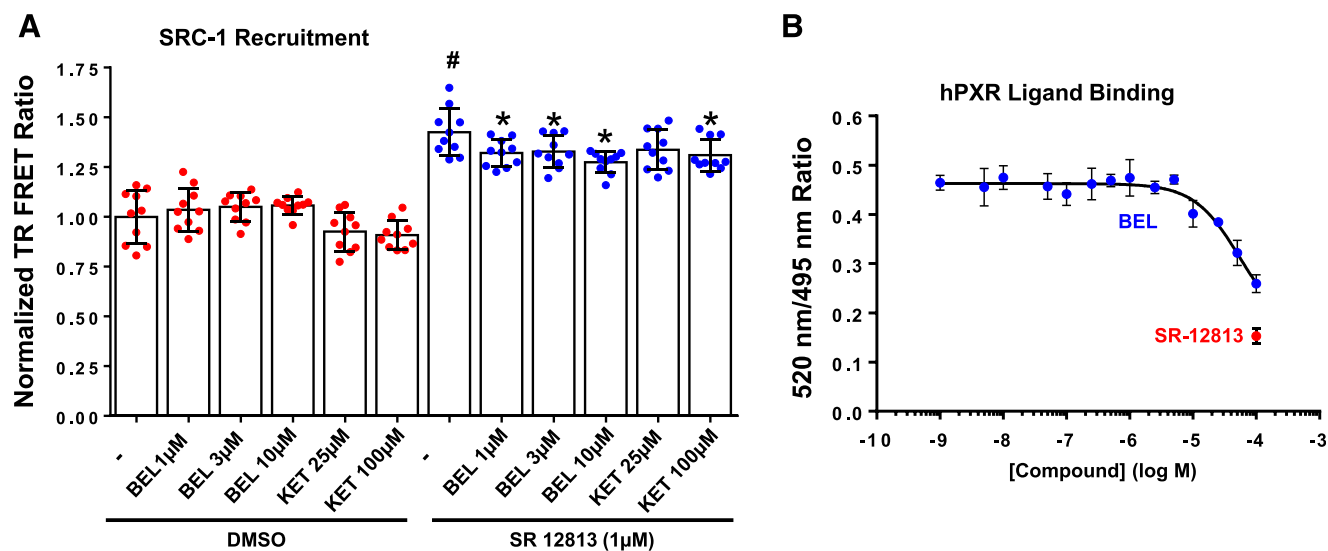 A
SRC-1 Recruitment
Normalized TR FRET Ratio
1.75
1.50
1.25
1.00
0.75
0.50
0.25
0.00
#
*
*
*
*
-
BEL 1µM
BEL 3µM
BEL 10µM
KET 25µM
KET 100µM
-
BEL 1µM
BEL 3µM
BEL 10µM
KET 25µM
KET 100µM
DMSO
SR 12813 (1µM)
B
hPXR Ligand Binding
520 nm/495 nm Ratio
0.6
0.5
0.4
0.3
0.2
0.1
0.0
BEL
SR-12813
-10 -9 -8 -7 -6 -5 -4 -3
[Compound] (log M)